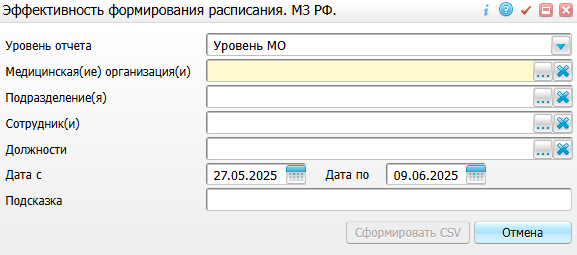 Эффективность формирования расписания. МЗ РФ.
Уровень отчета Уровень МО
Медицинская(ие) организация(и) ...
Подразделение(я) ...
Сотрудник(и) ...
Должности ...
Дата с 27.05.2025 Дата по 09.06.2025
Подсказка
Сформировать CSV Отмена